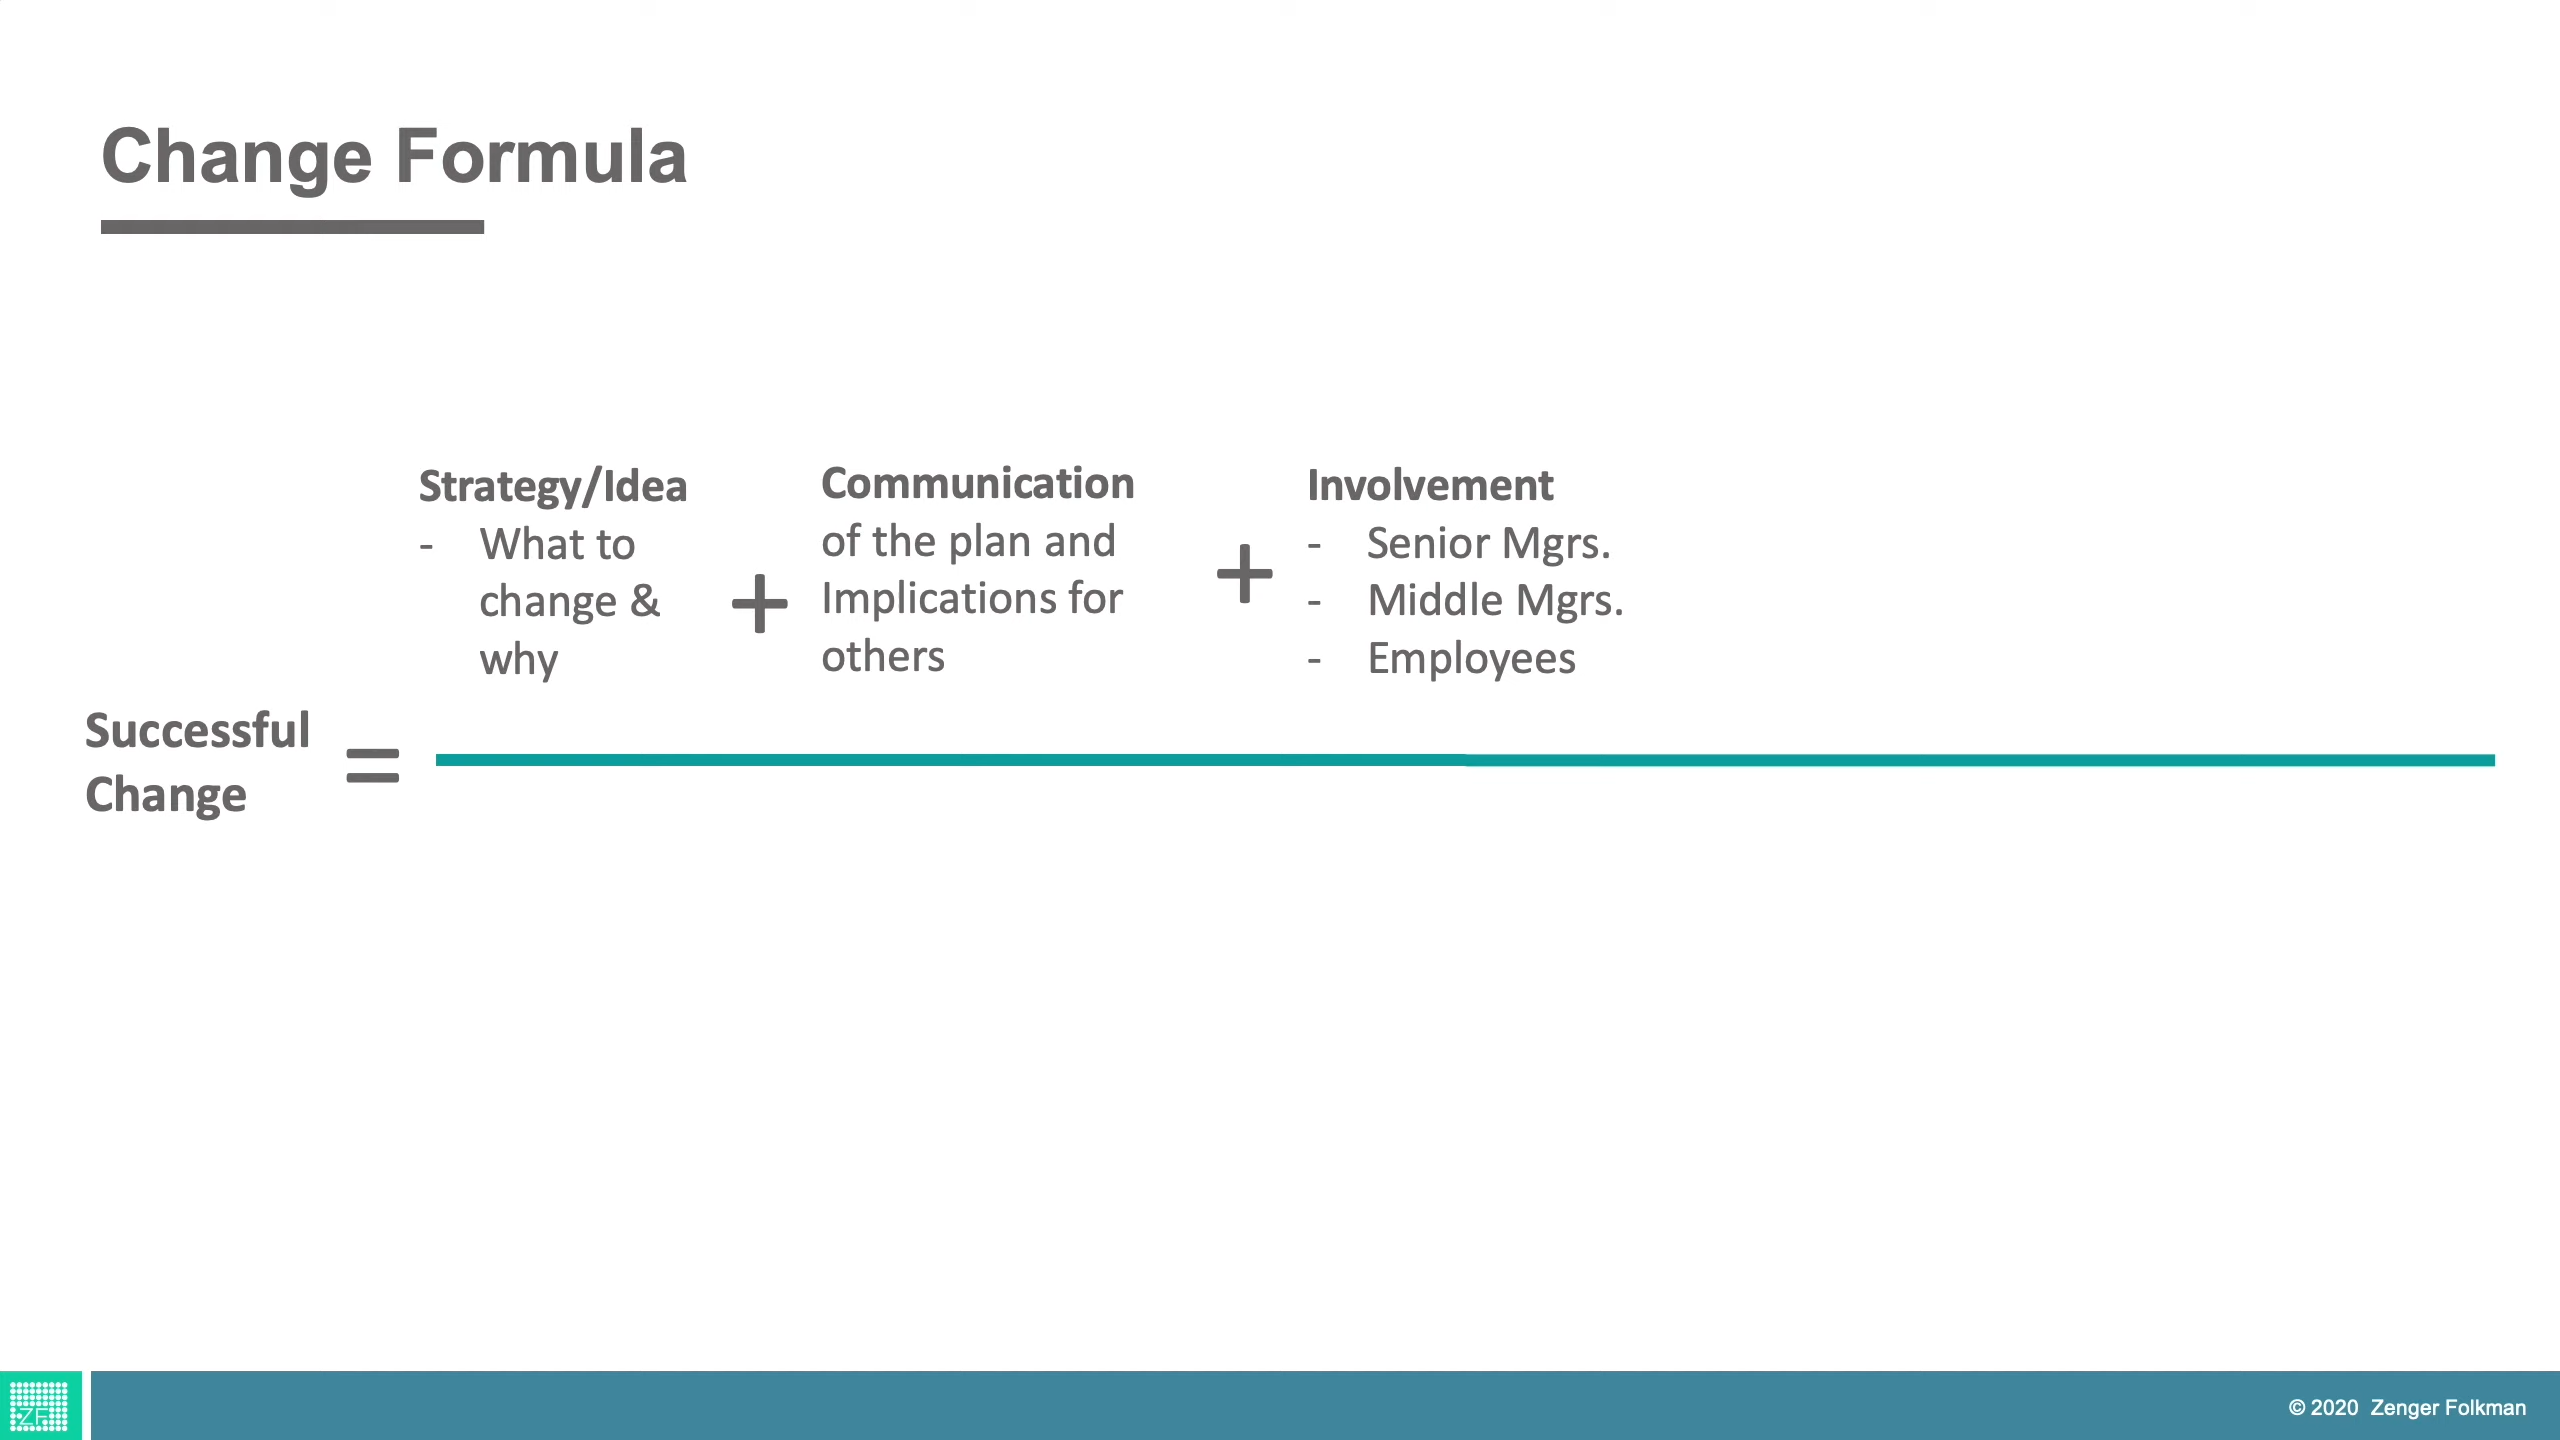 Change Formula
Strategy/Idea
- What to
change &
why
+
Communication
of the plan and
Implications for
others
+
Involvement
- Senior Mgrs.
- Middle Mgrs.
- Employees
Successful
Change
=
ZF
© 2020 Zenger Folkman